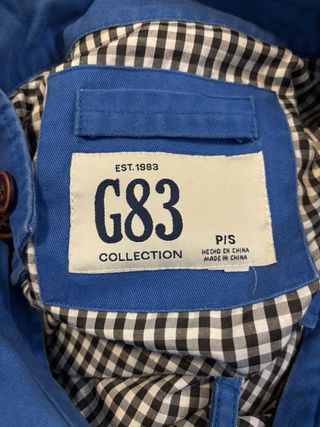 EST. 1983
G83
COLLECTION
P/S
HECHO EN CHINA
MADE IN CHINA